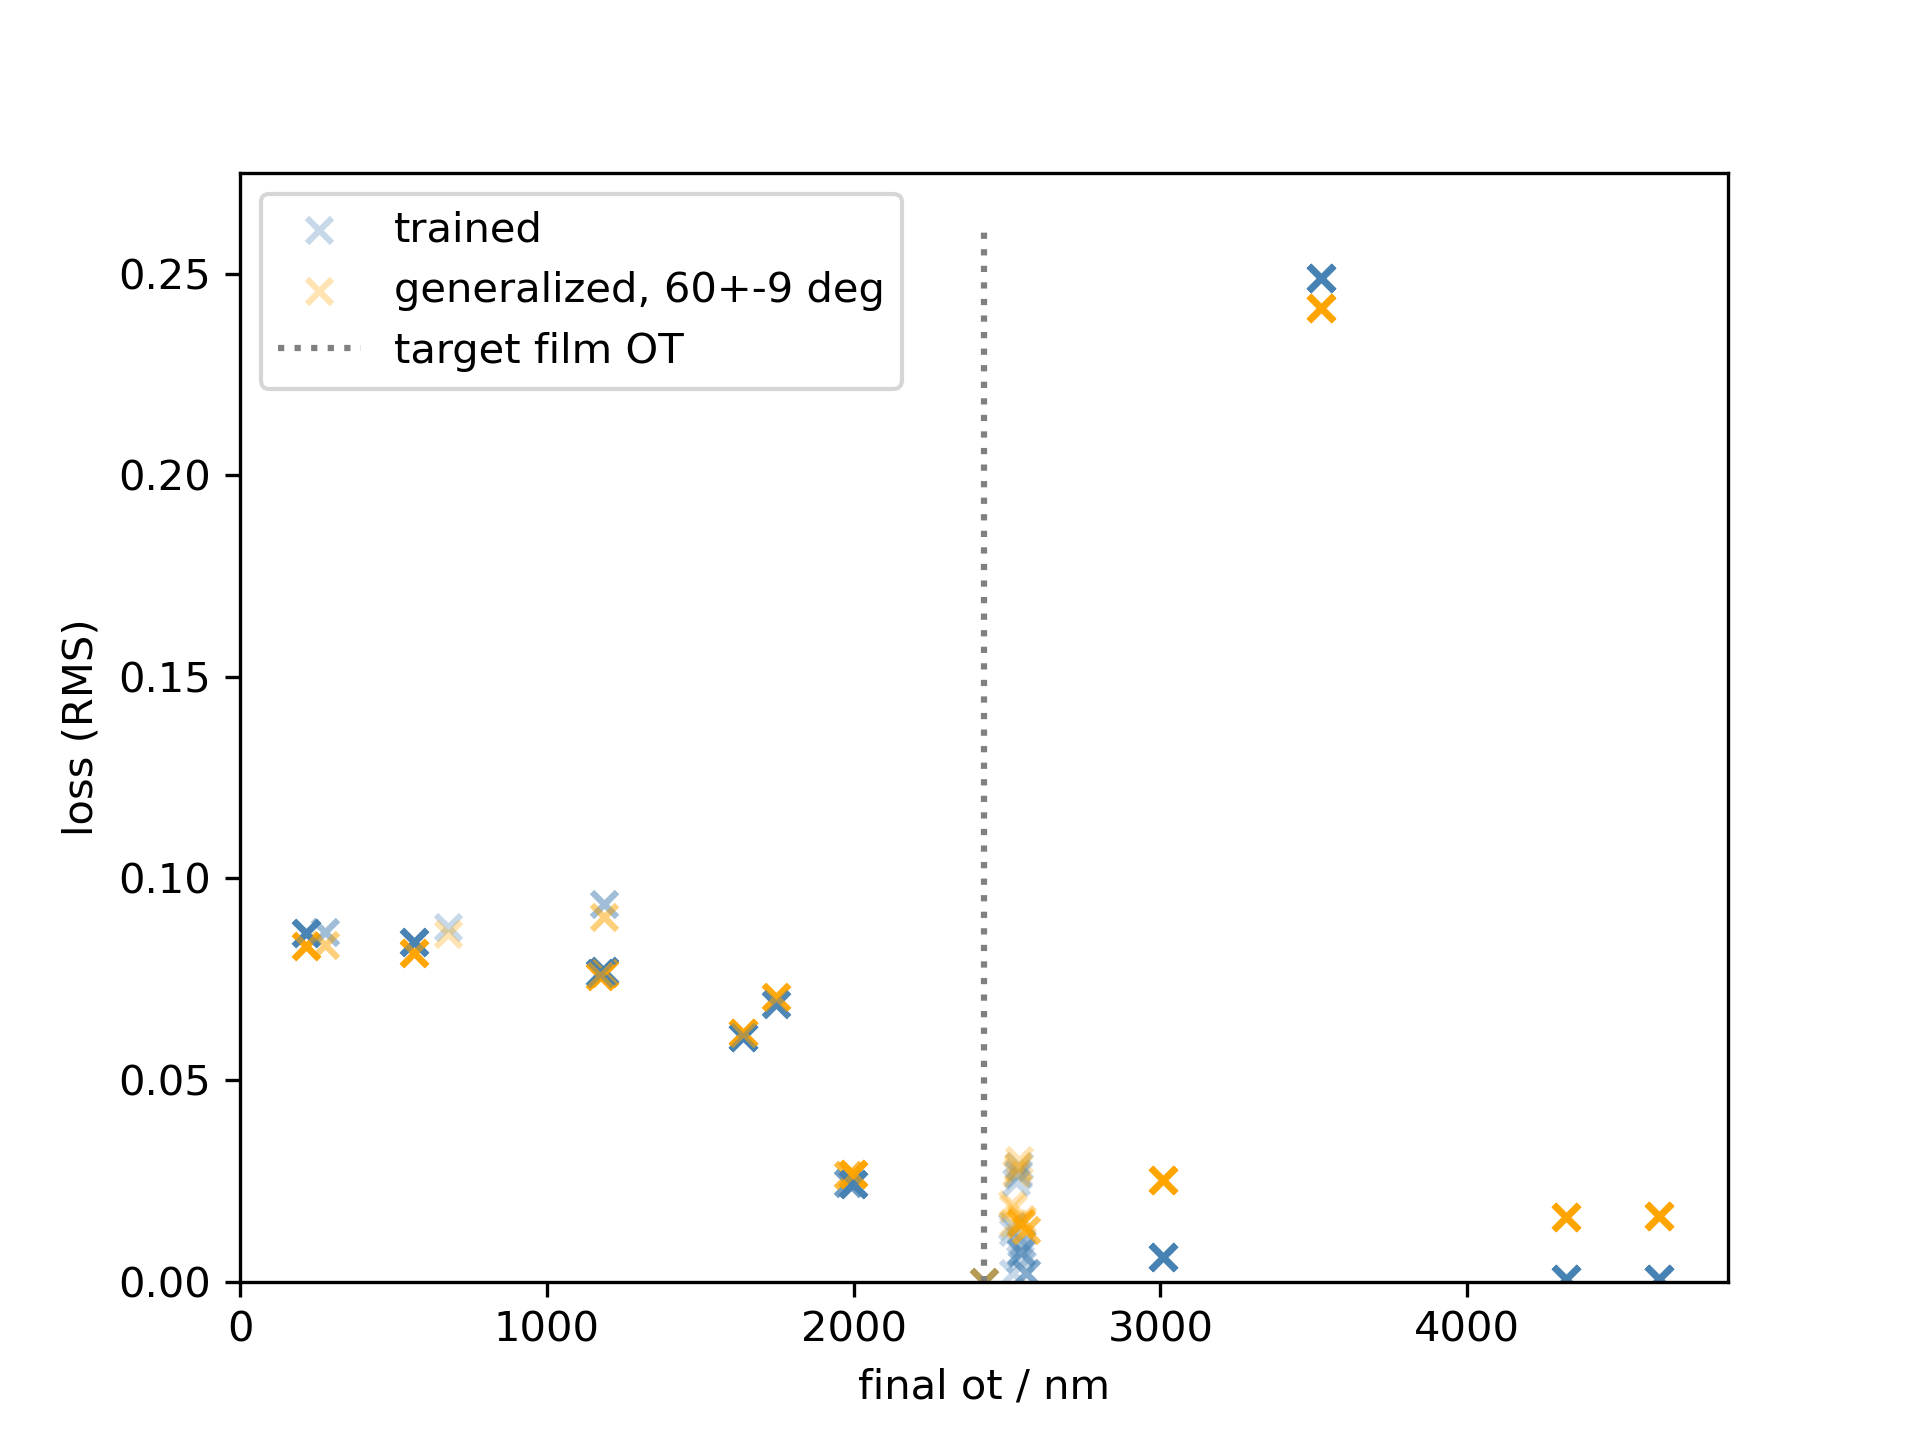 trained
generalized, 60+-9 deg
target film OT
0.25
0.20
0.15
0.10
0.05
0.00
loss (RMS)
0 1000 2000 3000 4000
final ot / nm